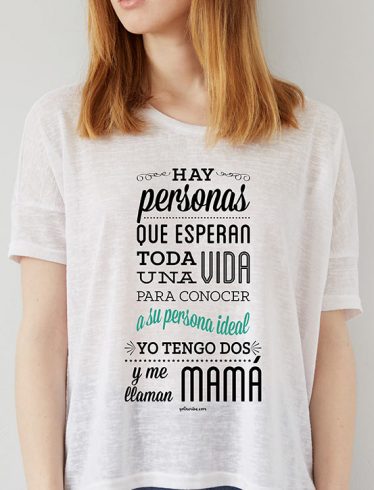 HAY
personas
QUE ESPERAN
TODA
UNA VIDA
PARA CONOCER
a su persona ideal
YO TENGO DOS
y me
llaman MAMÁ